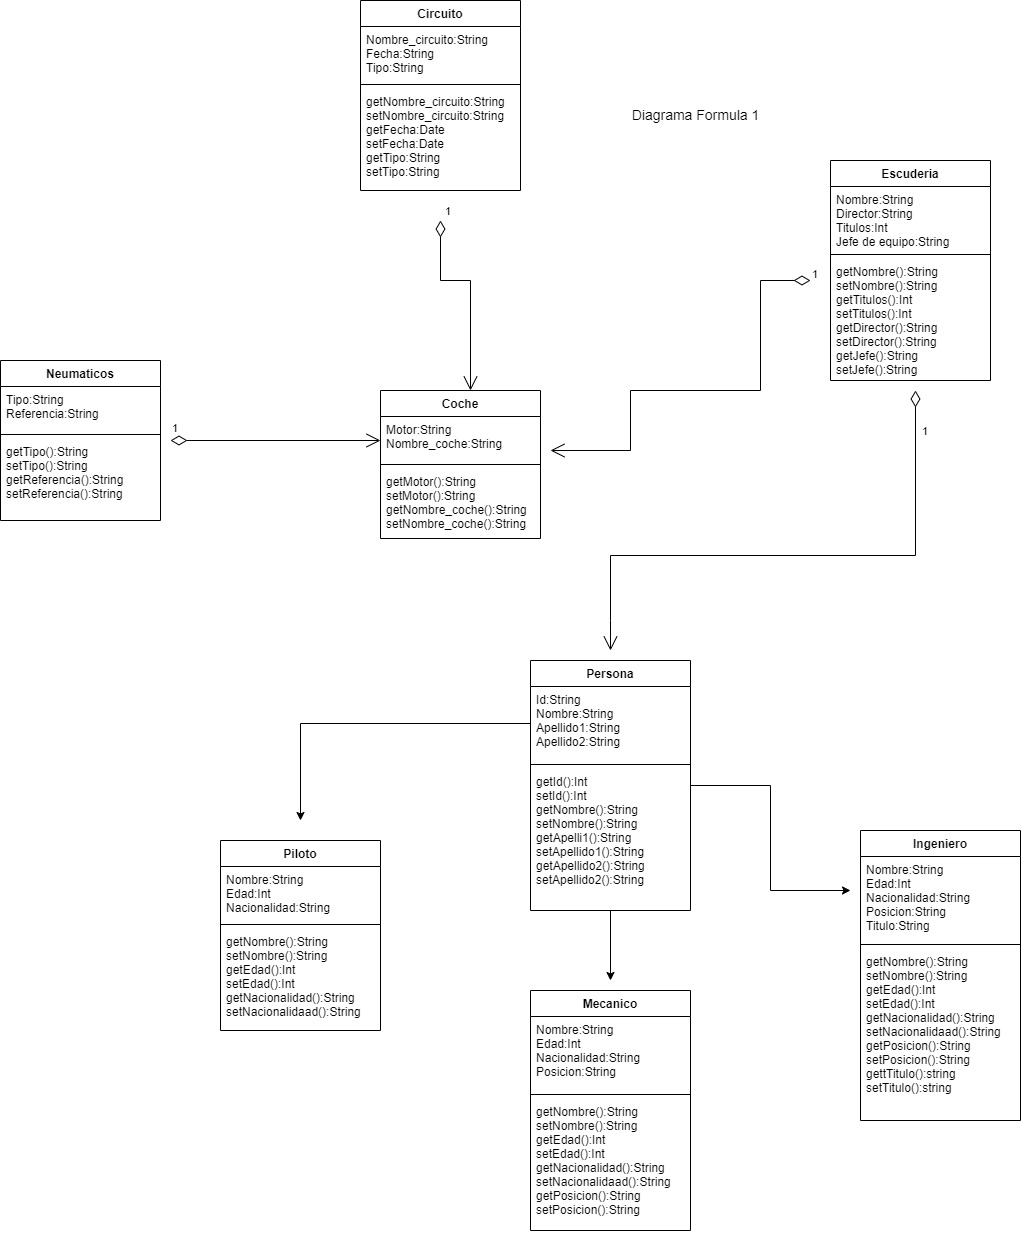 Circuito
Nombre_circuito:String
Fecha:String
Tipo:String
getNombre_circuito:String
setNombre_circuito:String
getFecha:Date
setFecha:Date
getTipo:String
setTipo:String
Diagrama Formula 1
1
Escuderia
Nombre:String
Director:String
Titulos:Int
Jefe de equipo:String
getNombre():String
setNombre():String
getTitulos():Int
setTitulos():Int
getDirector():String
setDirector():String
getJefe():String
setJefe():String
1
1
Neumaticos
Tipo:String
Referencia:String
getTipo():String
setTipo():String
getReferencia():String
setReferencia():String
1
Coche
Motor:String
Nombre_coche:String
getMotor():String
setMotor():String
getNombre_coche():String
setNombre_coche():String
Persona
Id:String
Nombre:String
Apellido1:String
Apellido2:String
getId():Int
setId():Int
getNombre():String
setNombre():String
getApelli1():String
setApellido1():String
getApellido2():String
setApellido2():String
Piloto
Nombre:String
Edad:Int
Nacionalidad:String
getNombre():String
setNombre():String
getEdad():Int
setEdad():Int
getNacionalidad():String
setNacionalidaad():String
Ingeniero
Nombre:String
Edad:Int
Nacionalidad:String
Posicion:String
Titulo:String
getNombre():String
setNombre():String
getEdad():Int
setEdad():Int
getNacionalidad():String
setNacionalidaad():String
getPosicion():String
setPosicion():String
gettTitulo():string
setTitulo():string
Mecanico
Nombre:String
Edad:Int
Nacionalidad:String
Posicion:String
getNombre():String
setNombre():String
getEdad():Int
setEdad():Int
getNacionalidad():String
setNacionalidaad():String
getPosicion():String
setPosicion():String